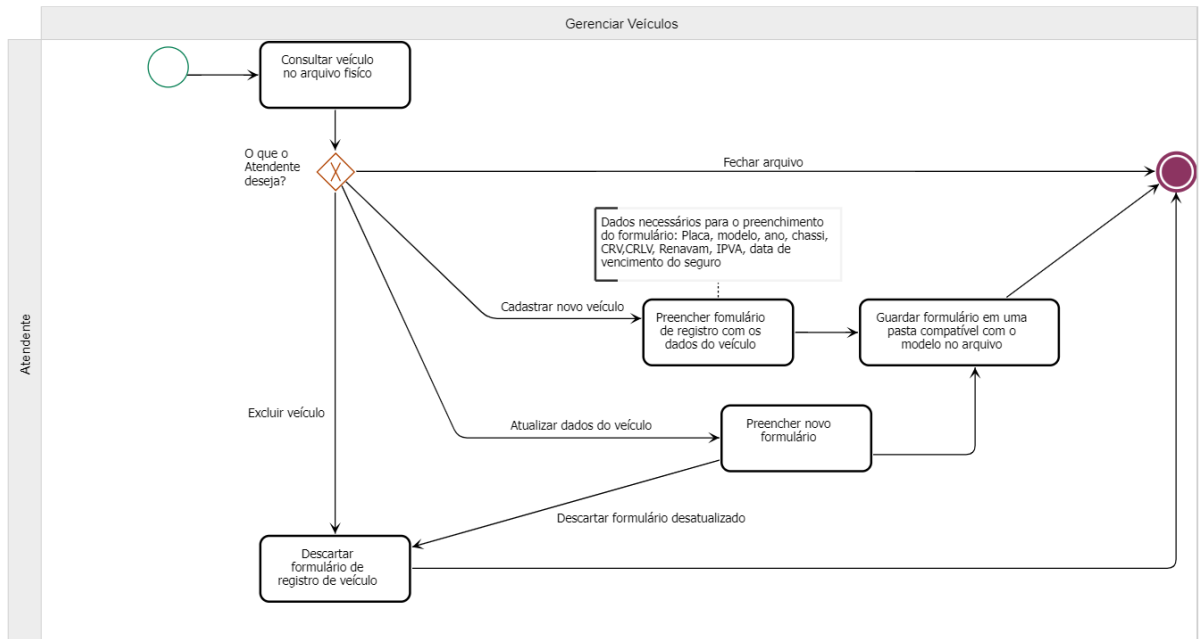 Gerenciar Veículos
Atendente
Consultar veículo
no arquivo fisíco
O que o
Atendente
deseja?
X
Fechar arquivo
Dados necessários para o preenchimento
do formulário: Placa, modelo, ano, chassi,
CRV,CRLV, Renavam, IPVA, data de
vencimento do seguro
Cadastrar novo veículo
Preencher fomulário
de registro com os
dados do veículo
Guardar formulário em uma
pasta compatível com o
modelo no arquivo
Excluir veículo
Atualizar dados do veículo
Preencher novo
formulário
Descartar formulário desatualizado
Descartar
formulário de
registro de veículo